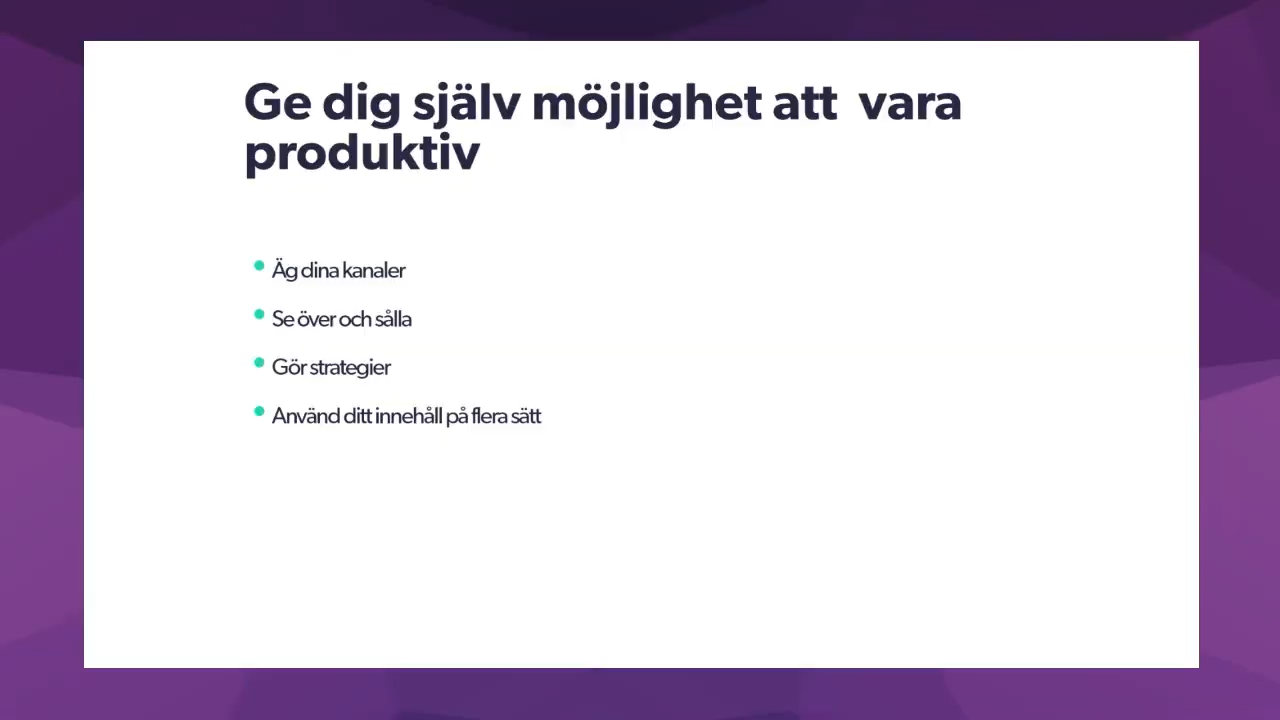 Ge dig själv möjlighet att  vara
produktiv
Äg dina kanaler
Se över och sålla
Gör strategier
Använd ditt innehåll på flera sätt